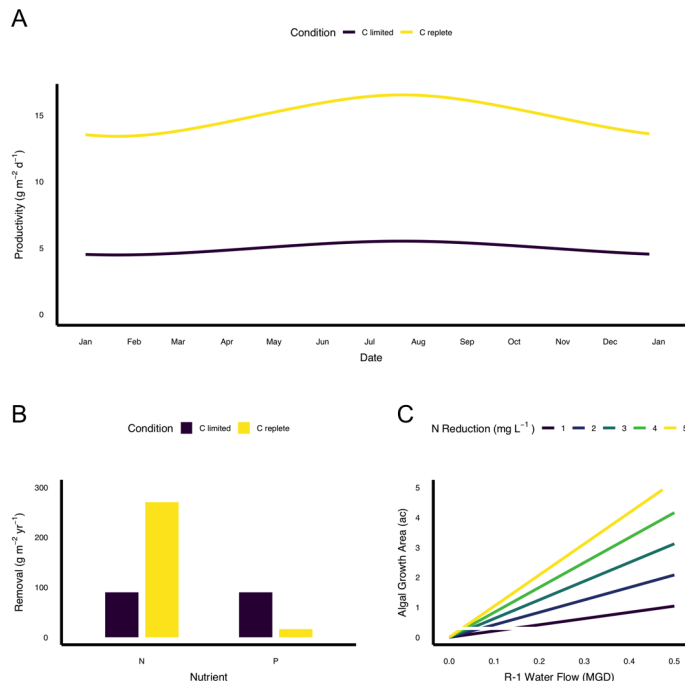 A
Condition C limited C replete
Productivity (g m⁻² d⁻¹)
15
10
5
0
Jan Feb Mar Apr May Jun Jul Aug Sep Oct Nov Dec Jan
Date
B
Condition C limited C replete
Removal (g m⁻² yr⁻¹)
300
200
100
0
N P
Nutrient
C
N Reduction (mg L⁻¹) 1 2 3 4 5
Algal Growth Area (ac)
5
4
3
2
1
0
0.0 0.1 0.2 0.3 0.4 0.5
R-1 Water Flow (MGD)